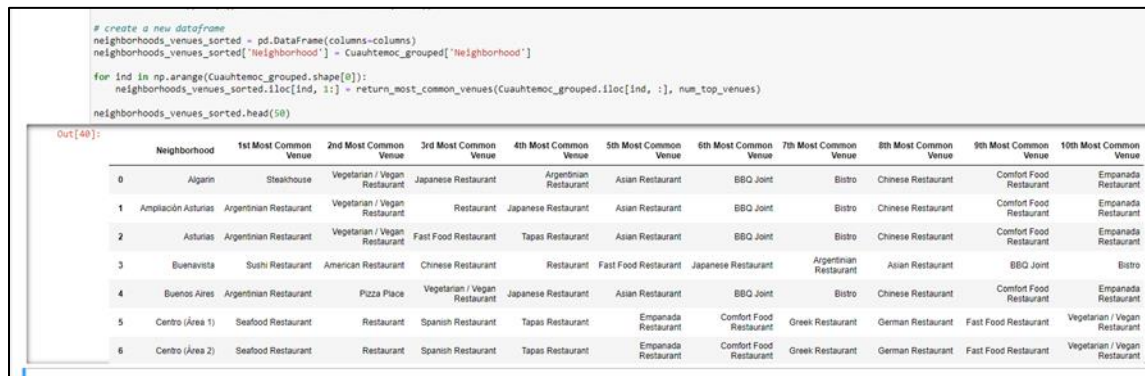 # create a new dataframe
neighborhoods_venues_sorted = pd.DataFrame(columns=columns)
neighborhoods_venues_sorted['Neighborhood'] = Cuauhtemoc_grouped['Neighborhood']
for ind in np.arange(Cuauhtemoc_grouped.shape[0]):
neighborhoods_venues_sorted.iloc[ind, 1:] = return_most_common_venues(Cuauhtemoc_grouped.iloc[ind, :], num_top_venues)
neighborhoods_venues_sorted.head(50)
Out[40]:
Neighborhood 1st Most Common Venue 2nd Most Common Venue 3rd Most Common Venue 4th Most Common Venue 5th Most Common Venue 6th Most Common Venue 7th Most Common Venue 8th Most Common Venue 9th Most Common Venue 10th Most Common Venue
0 Algarin Steakhouse Vegetarian / Vegan Restaurant Japanese Restaurant Argentinian Restaurant Asian Restaurant BBQ Joint Bistro Chinese Restaurant Comfort Food Restaurant Empanada Restaurant
1 Ampliación Asturias Argentinian Restaurant Vegetarian / Vegan Restaurant Restaurant Japanese Restaurant Asian Restaurant BBQ Joint Bistro Chinese Restaurant Comfort Food Restaurant Empanada Restaurant
2 Asturias Argentinian Restaurant Vegetarian / Vegan Restaurant Fast Food Restaurant Tapas Restaurant Asian Restaurant BBQ Joint Bistro Chinese Restaurant Comfort Food Restaurant Empanada Restaurant
3 Buenavista Sushi Restaurant American Restaurant Chinese Restaurant Restaurant Fast Food Restaurant Japanese Restaurant Argentinian Restaurant Asian Restaurant BBQ Joint Bistro
4 Buenos Aires Argentinian Restaurant Pizza Place Vegetarian / Vegan Restaurant Japanese Restaurant Asian Restaurant BBQ Joint Bistro Chinese Restaurant Comfort Food Restaurant Empanada Restaurant
5 Centro (Área 1) Seafood Restaurant Restaurant Spanish Restaurant Tapas Restaurant Empanada Restaurant Comfort Food Restaurant Greek Restaurant German Restaurant Fast Food Restaurant Vegetarian / Vegan Restaurant
6 Centro (Área 2) Seafood Restaurant Restaurant Spanish Restaurant Tapas Restaurant Empanada Restaurant Comfort Food Restaurant Greek Restaurant German Restaurant Fast Food Restaurant Vegetarian / Vegan Restaurant